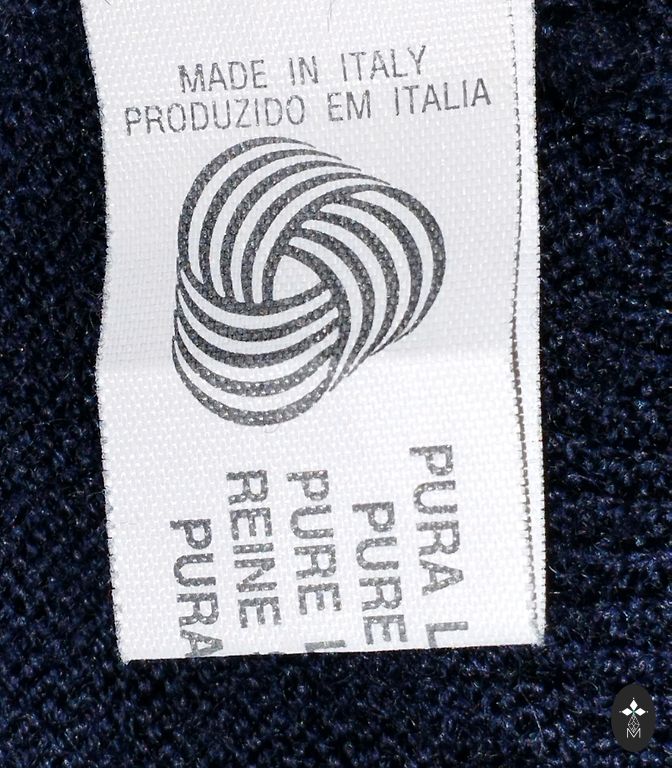 MADE IN ITALY
PRODUZIDO EM ITALIA
PURA L
PURE
PURE L
REINE S
PURA
M